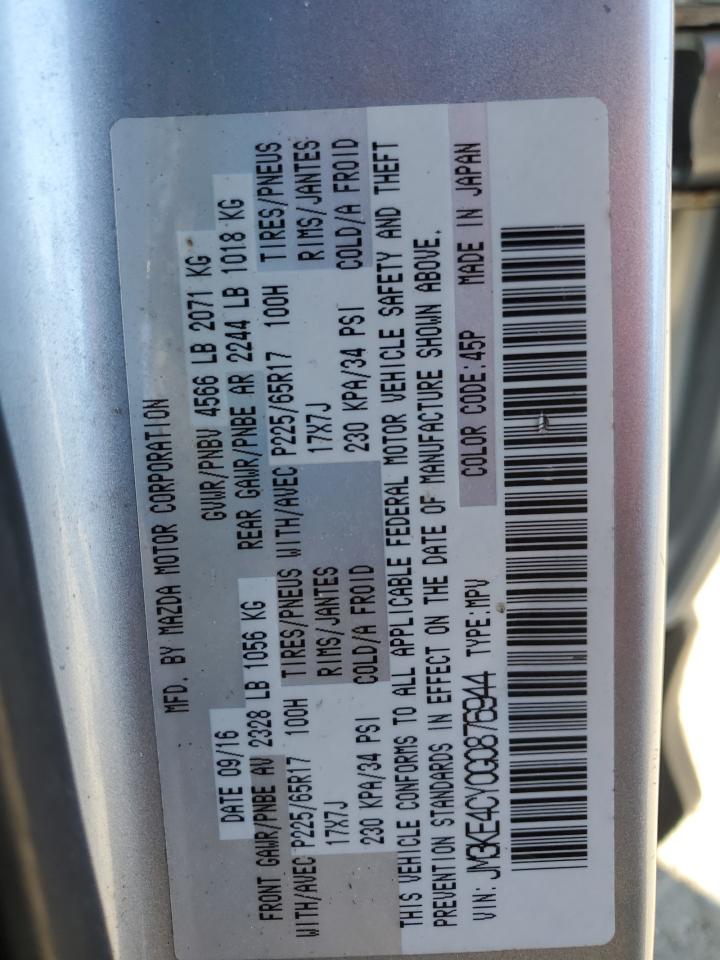 MFD. BY MAZDA MOTOR CORPORATION
DATE 09/16 GVWR/PNBV 4566 LB 2071 KG
FRONT GAWR/PNBE AV 2328 LB 1056 KG REAR GAWR/PNBE AR 2244 LB 1018 KG
WITH/AVEC P225/65R17 100H TIRES/PNEUS WITH/AVEC P225/65R17 100H TIRES/PNEUS
17X7J RIMS/JANTES 17X7J RIMS/JANTES
230 KPA/34 PSI COLD/A FROID 230 KPA/34 PSI COLD/A FROID
THIS VEHICLE CONFORMS TO ALL APPLICABLE FEDERAL MOTOR VEHICLE SAFETY AND THEFT
PREVENTION STANDARDS IN EFFECT ON THE DATE OF MANUFACTURE SHOWN ABOVE.
VIN: JM3KE4CY0G0876944 TYPE:MPV COLOR CODE:45P MADE IN JAPAN